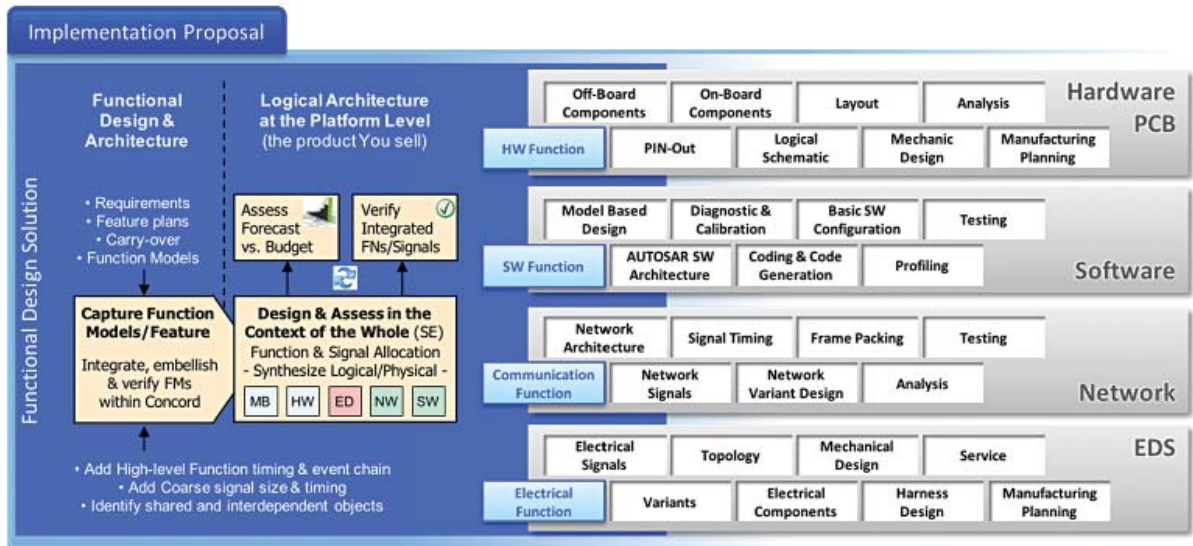 Implementation Proposal
Functional Design Solution
Functional
Design &
Architecture
Logical Architecture
at the Platform Level
(the product You sell)
• Requirements
• Feature plans
• Carry-over
• Function Models
Assess
Forecast
vs. Budget
Verify
Integrated
FNs/Signals
Capture Function
Models/Feature
Integrate, embellish
& verify FMs
within Concord
Design & Assess in the
Context of the Whole (SE)
Function & Signal Allocation
- Synthesize Logical/Physical -
MB HW ED NW SW
• Add High-level Function timing & event chain
• Add Coarse signal size & timing
• Identify shared and interdependent objects
Hardware
PCB
Off-Board
Components
On-Board
Components
Layout
Analysis
HW Function
PIN-Out
Logical
Schematic
Mechanic
Design
Manufacturing
Planning
Software
Model Based
Design
Diagnostic &
Calibration
Basic SW
Configuration
Testing
SW Function
AUTOSAR SW
Architecture
Coding & Code
Generation
Profiling
Network
Network
Architecture
Signal Timing
Frame Packing
Testing
Communication
Function
Network
Signals
Network
Variant Design
Analysis
EDS
Electrical
Signals
Topology
Mechanical
Design
Service
Electrical
Function
Variants
Electrical
Components
Harness
Design
Manufacturing
Planning